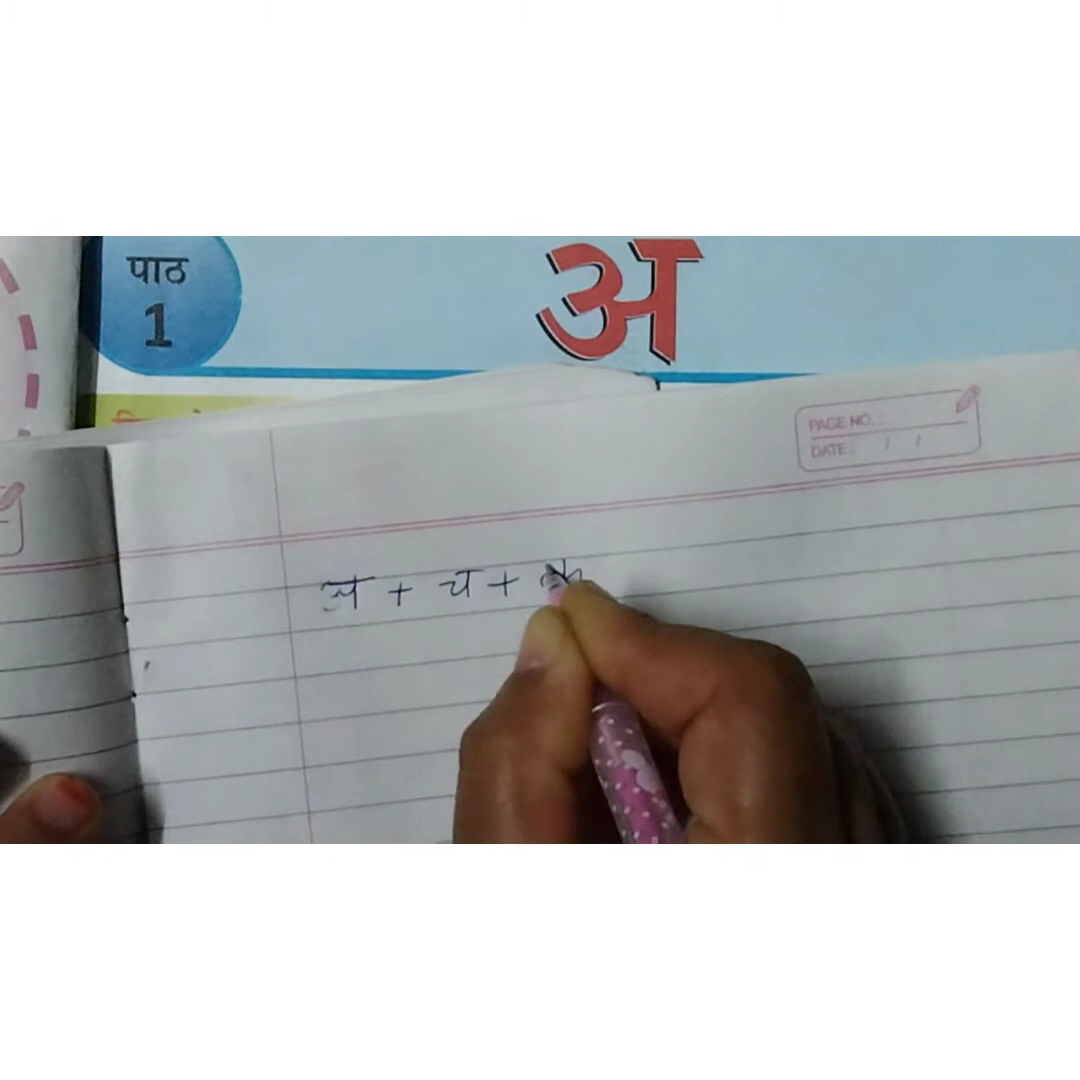 पाठ
1
अ
PAGE NO. :
DATE : / /
अ + च + क